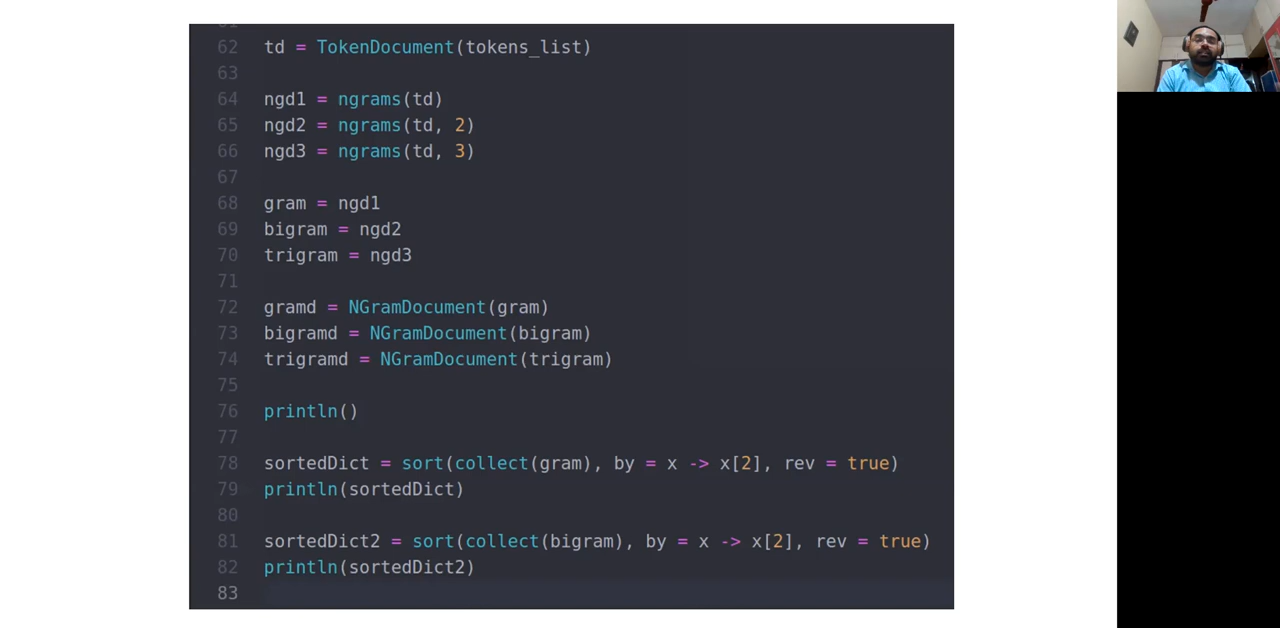 62 td = TokenDocument(tokens_list)
63
64 ngd1 = ngrams(td)
65 ngd2 = ngrams(td, 2)
66 ngd3 = ngrams(td, 3)
67
68 gram = ngd1
69 bigram = ngd2
70 trigram = ngd3
71
72 gramd = NGramDocument(gram)
73 bigramd = NGramDocument(bigram)
74 trigramd = NGramDocument(trigram)
75
76 println()
77
78 sortedDict = sort(collect(gram), by = x -> x[2], rev = true)
79 println(sortedDict)
80
81 sortedDict2 = sort(collect(bigram), by = x -> x[2], rev = true)
82 println(sortedDict2)
83